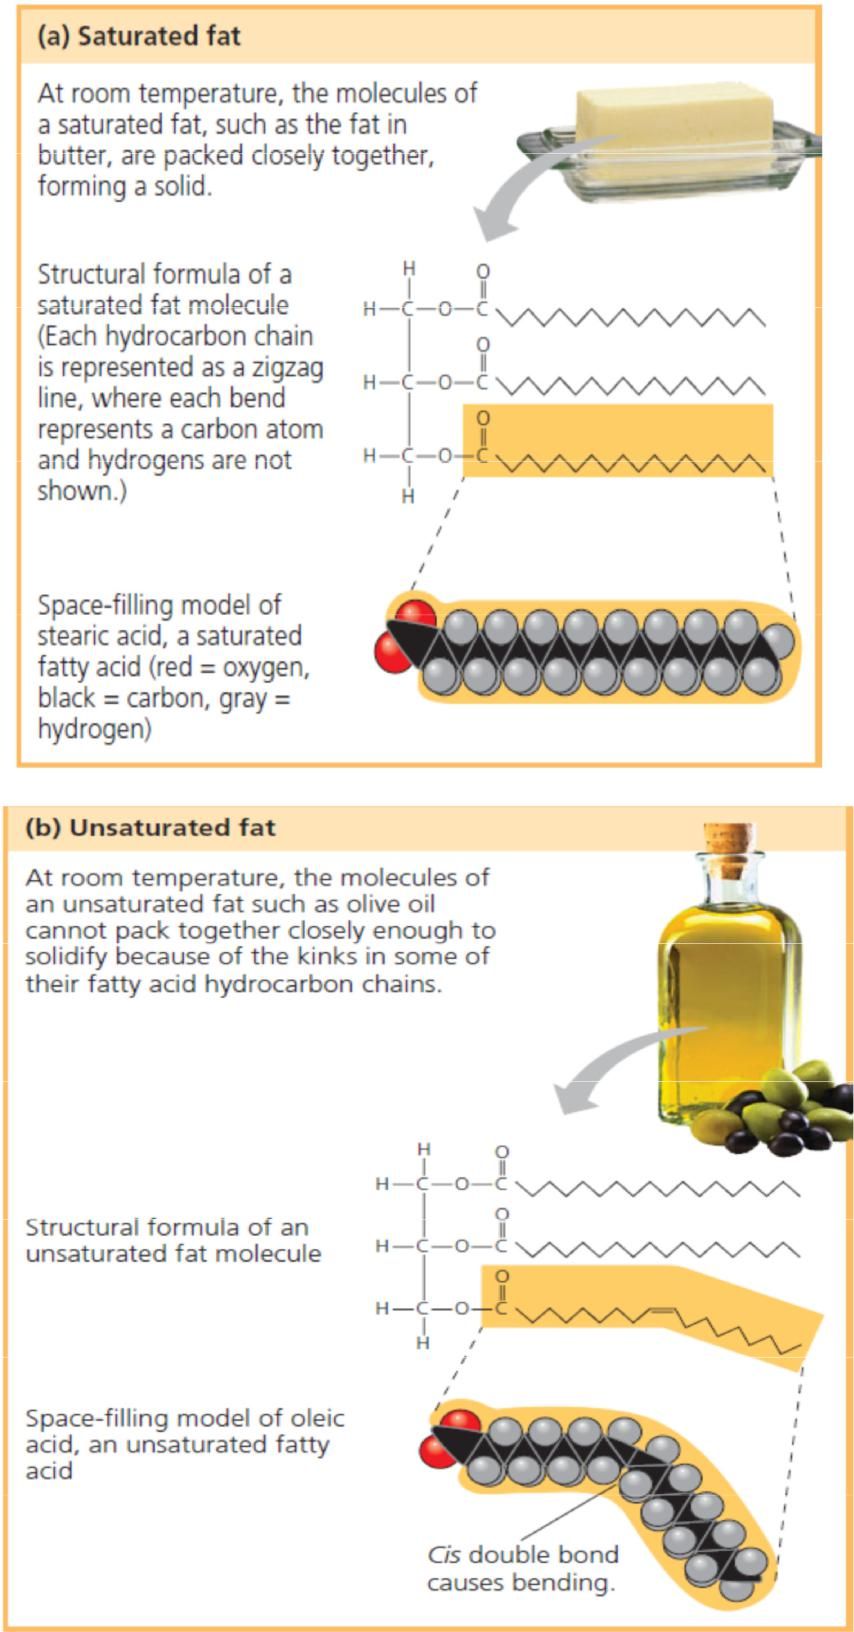 (a) Saturated fat
At room temperature, the molecules of
a saturated fat, such as the fat in
butter, are packed closely together,
forming a solid.
Structural formula of a
saturated fat molecule
(Each hydrocarbon chain
is represented as a zigzag
line, where each bend
represents a carbon atom
and hydrogens are not
shown.)
H O
H—C—O—C
O
H—C—O—C
O
H—C—O—C
H
Space-filling model of
stearic acid, a saturated
fatty acid (red = oxygen,
black = carbon, gray =
hydrogen)
(b) Unsaturated fat
At room temperature, the molecules of
an unsaturated fat such as olive oil
cannot pack together closely enough to
solidify because of the kinks in some of
their fatty acid hydrocarbon chains.
Structural formula of an
unsaturated fat molecule
H O
H—C—O—C
O
H—C—O—C
O
H—C—O—C
H
Space-filling model of oleic
acid, an unsaturated fatty
acid
Cis double bond
causes bending.